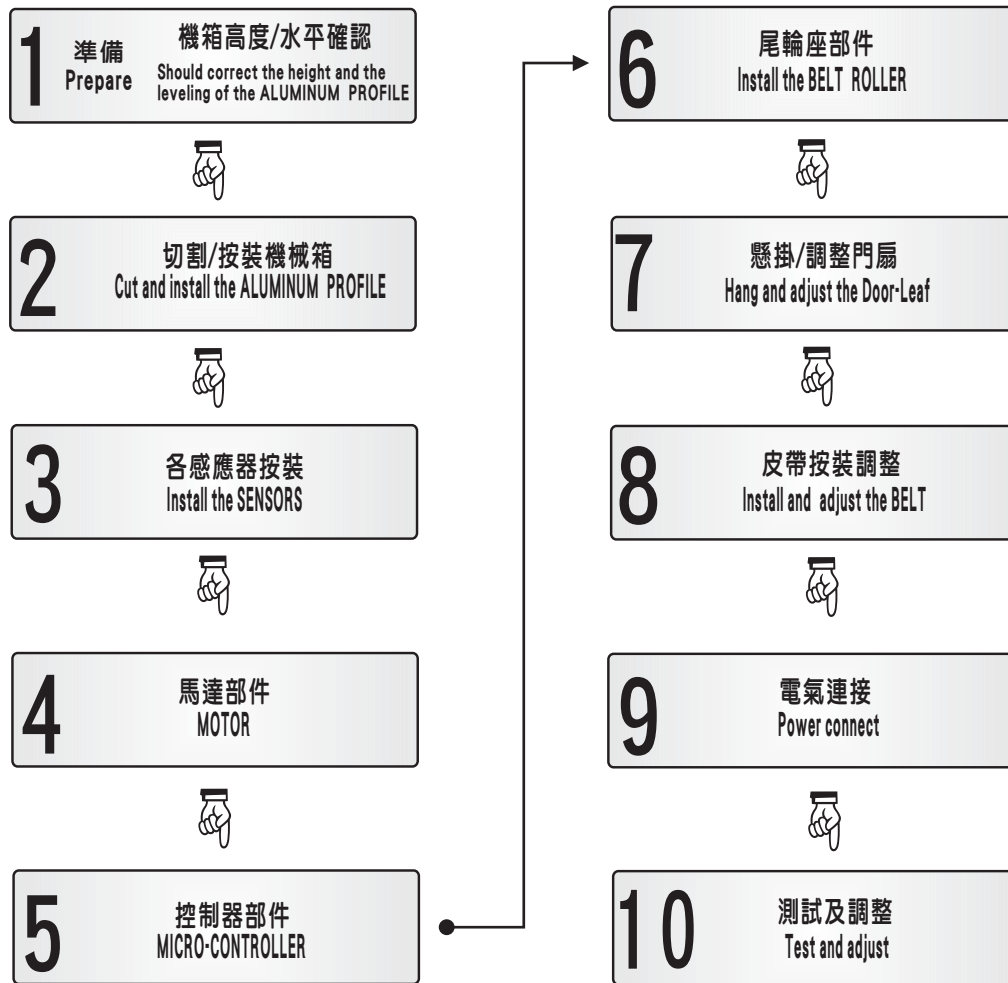 1
準備
Prepare
機箱高度/水平確認
Should correct the height and the
leveling of the ALUMINUM PROFILE
2
切割/按裝機械箱
Cut and install the ALUMINUM PROFILE
3
各感應器按裝
Install the SENSORS
4
馬達部件
MOTOR
5
控制器部件
MICRO-CONTROLLER
6
尾輪座部件
Install the BELT ROLLER
7
懸掛/調整門扇
Hang and adjust the Door-Leaf
8
皮帶按裝調整
Install and adjust the BELT
9
電氣連接
Power connect
10
測試及調整
Test and adjust